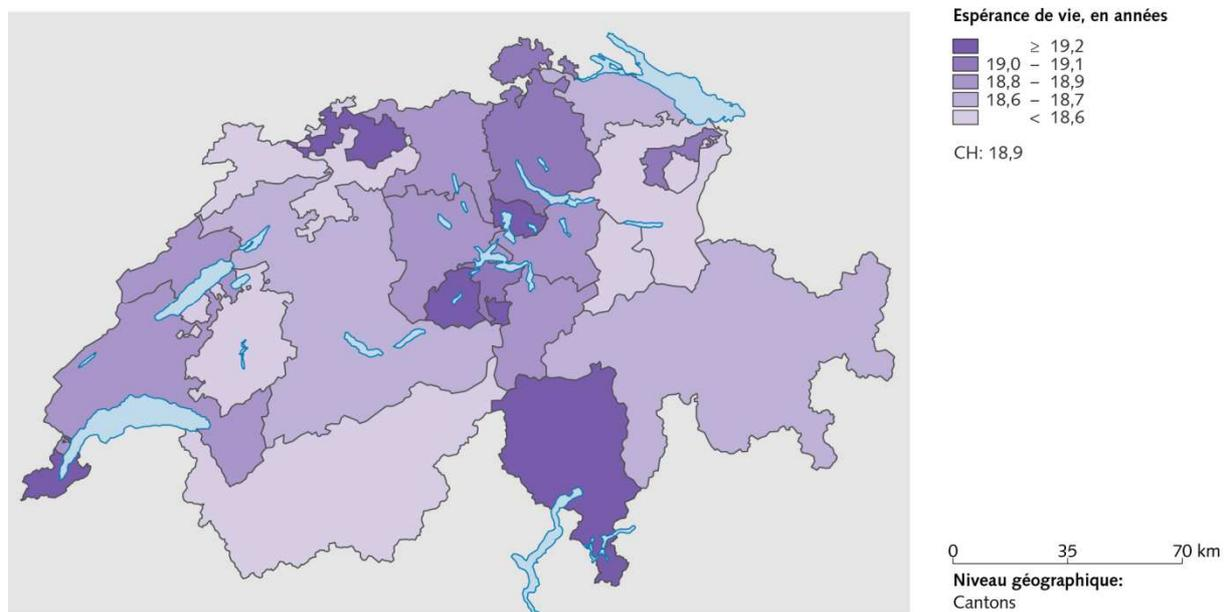 Espérance de vie, en années
≥ 19,2
19,0 – 19,1
18,8 – 18,9
18,6 – 18,7
< 18,6
CH: 18,9
0 35 70 km
Niveau géographique:
Cantons